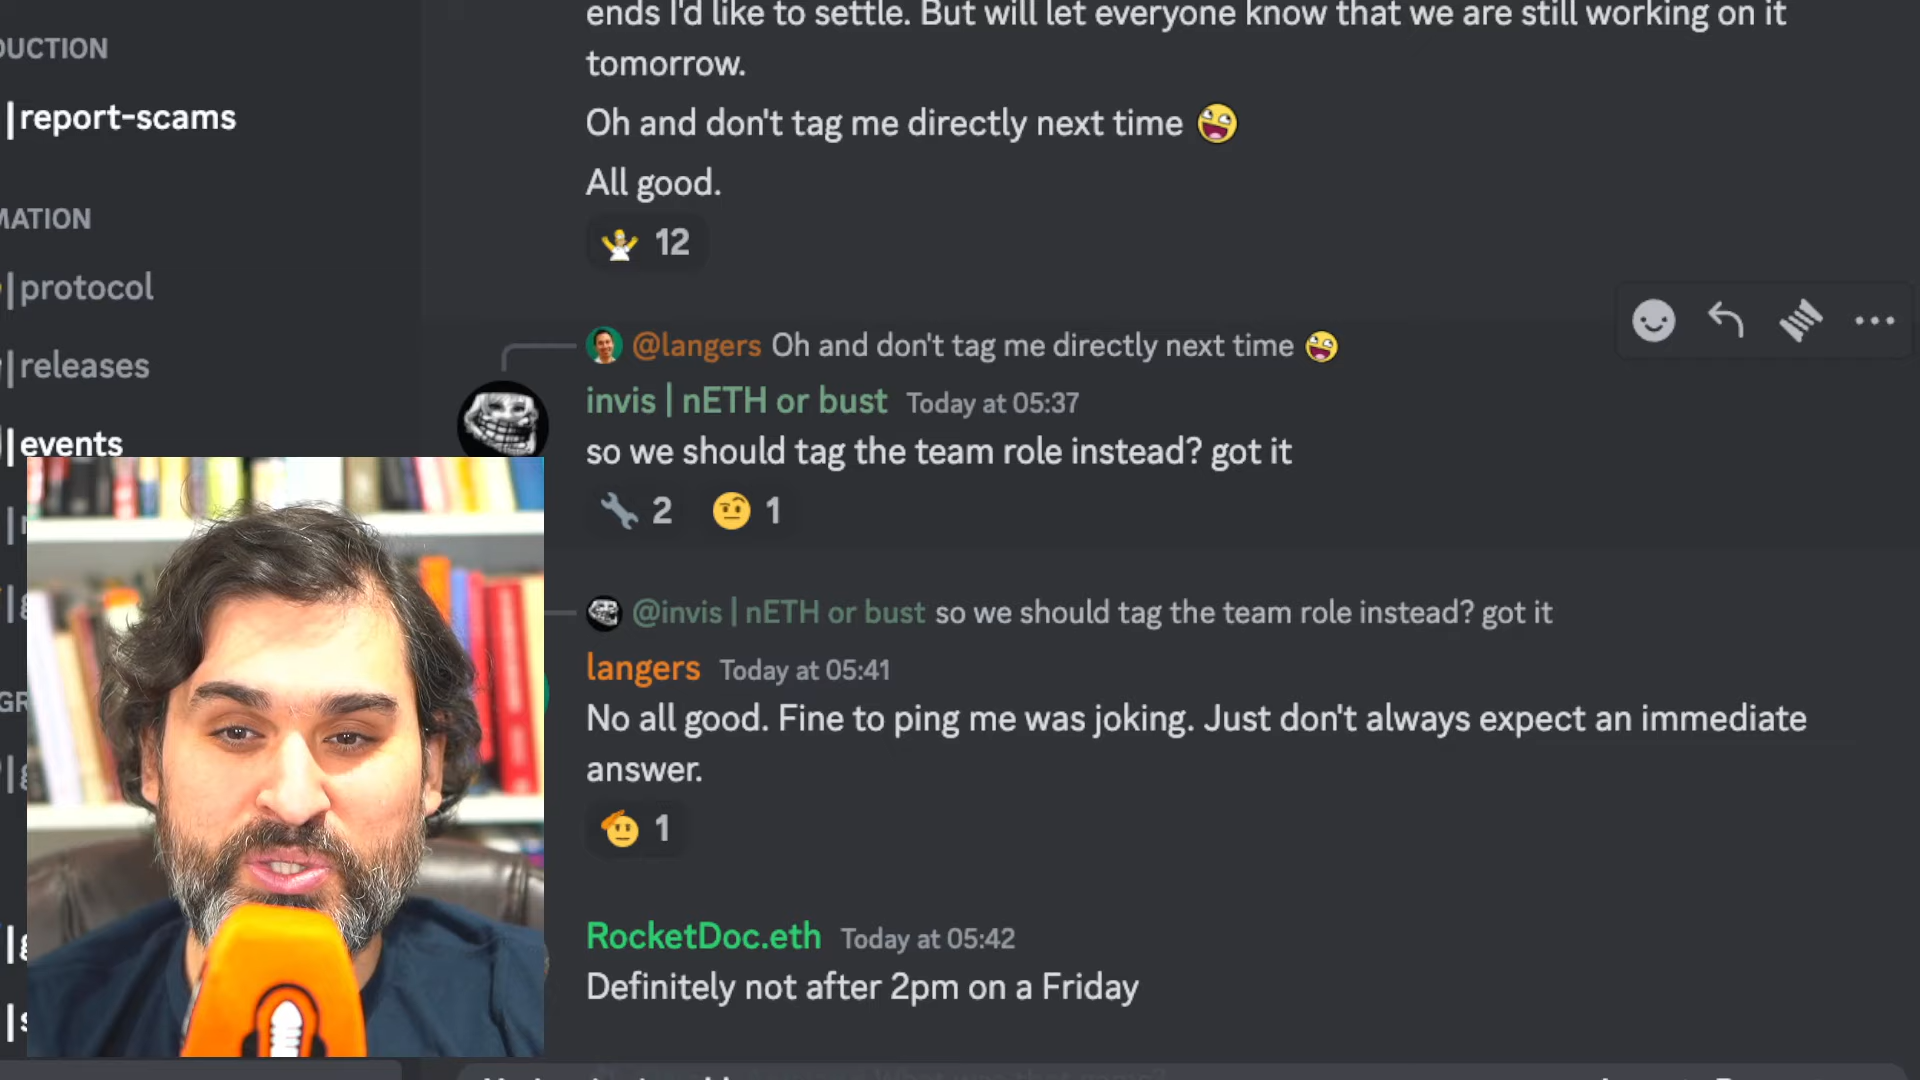 ends I'd like to settle. But will let everyone know that we are still working on it
tomorrow.
Oh and don't tag me directly next time
All good.
12
DUCTION
|report-scams
MATION
|protocol
|releases
|events
@langers Oh and don't tag me directly next time
invis | nETH or bust Today at 05:37
so we should tag the team role instead? got it
2 1
@invis | nETH or bust so we should tag the team role instead? got it
langers Today at 05:41
No all good. Fine to ping me was joking. Just don't always expect an immediate
answer.
1
RocketDoc.eth Today at 05:42
Definitely not after 2pm on a Friday